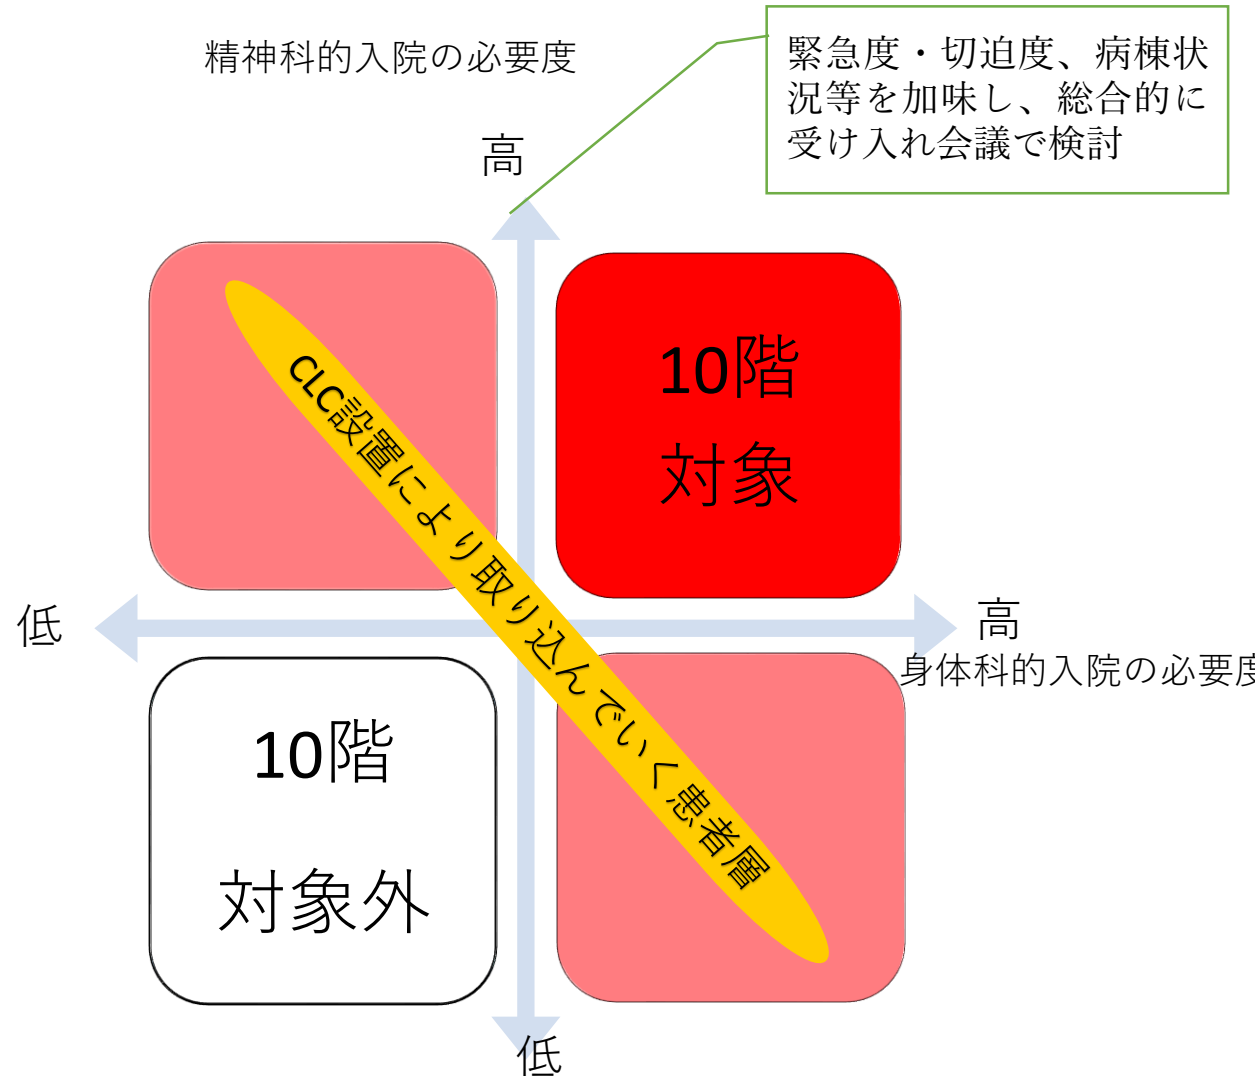 精神科的入院の必要度
緊急度・切迫度、病棟状
況等を加味し、総合的に
受け入れ会議で検討
高
10階
対象
CLC設置により取り込んでいく患者層
低
高
身体科的入院の必要度
10階
対象外
低